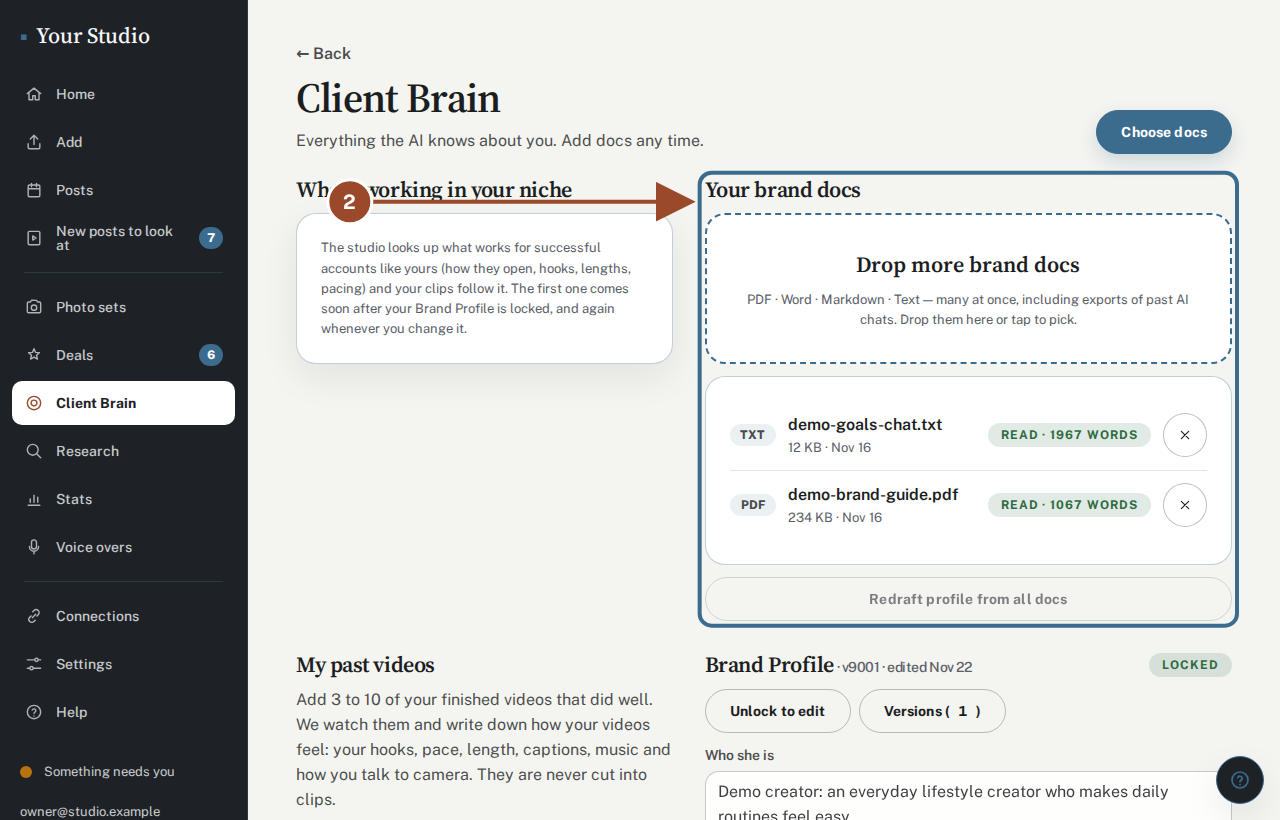 Your Studio
Home
Add
Posts
New posts to look
at
7
Photo sets
Deals
6
Client Brain
Research
Stats
Voice overs
Connections
Settings
Help
Something needs you
owner@studio.example
← Back
Client Brain
Everything the AI knows about you. Add docs any time.
Choose docs
working in your niche
2
The studio looks up what works for successful
accounts like yours (how they open, hooks, lengths,
pacing) and your clips follow it. The first one comes
soon after your Brand Profile is locked, and again
whenever you change it.
Your brand docs
Drop more brand docs
PDF · Word · Markdown · Text — many at once, including exports of past AI
chats. Drop them here or tap to pick.
TXT
demo-goals-chat.txt
12 KB · Nov 16
READ · 1967 WORDS
×
PDF
demo-brand-guide.pdf
234 KB · Nov 16
READ · 1067 WORDS
×
Redraft profile from all docs
My past videos
Add 3 to 10 of your finished videos that did well.
We watch them and write down how your videos
feel: your hooks, pace, length, captions, music and
how you talk to camera. They are never cut into
clips.
Brand Profile · v9001 · edited Nov 22
LOCKED
Unlock to edit
Versions ( 1 )
Who she is
Demo creator: an everyday lifestyle creator who makes daily
routines feel easy